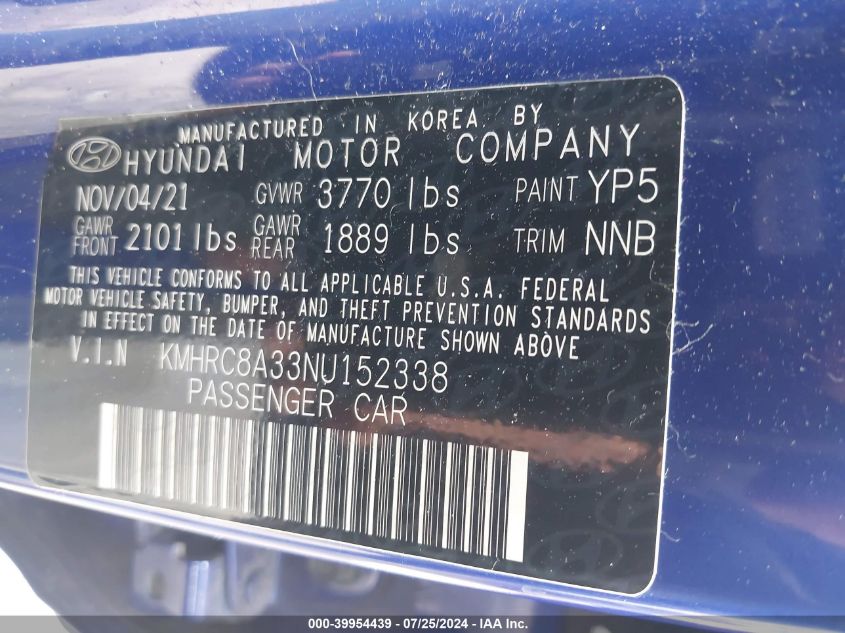 MANUFACTURED IN KOREA BY
HYUNDAI MOTOR COMPANY
NOV/04/21 GVWR 3770 lbs PAINT YP5
GAWR FRONT 2101 lbs GAWR REAR 1889 lbs TRIM NNB
THIS VEHICLE CONFORMS TO ALL APPLICABLE U.S.A. FEDERAL
MOTOR VEHICLE SAFETY, BUMPER, AND THEFT PREVENTION STANDARDS
IN EFFECT ON THE DATE OF MANUFACTURE SHOWN ABOVE
V.I.N KMHRC8A33NU152338
PASSENGER CAR
000-39954439 / 07/25/2024 - IAA Inc.